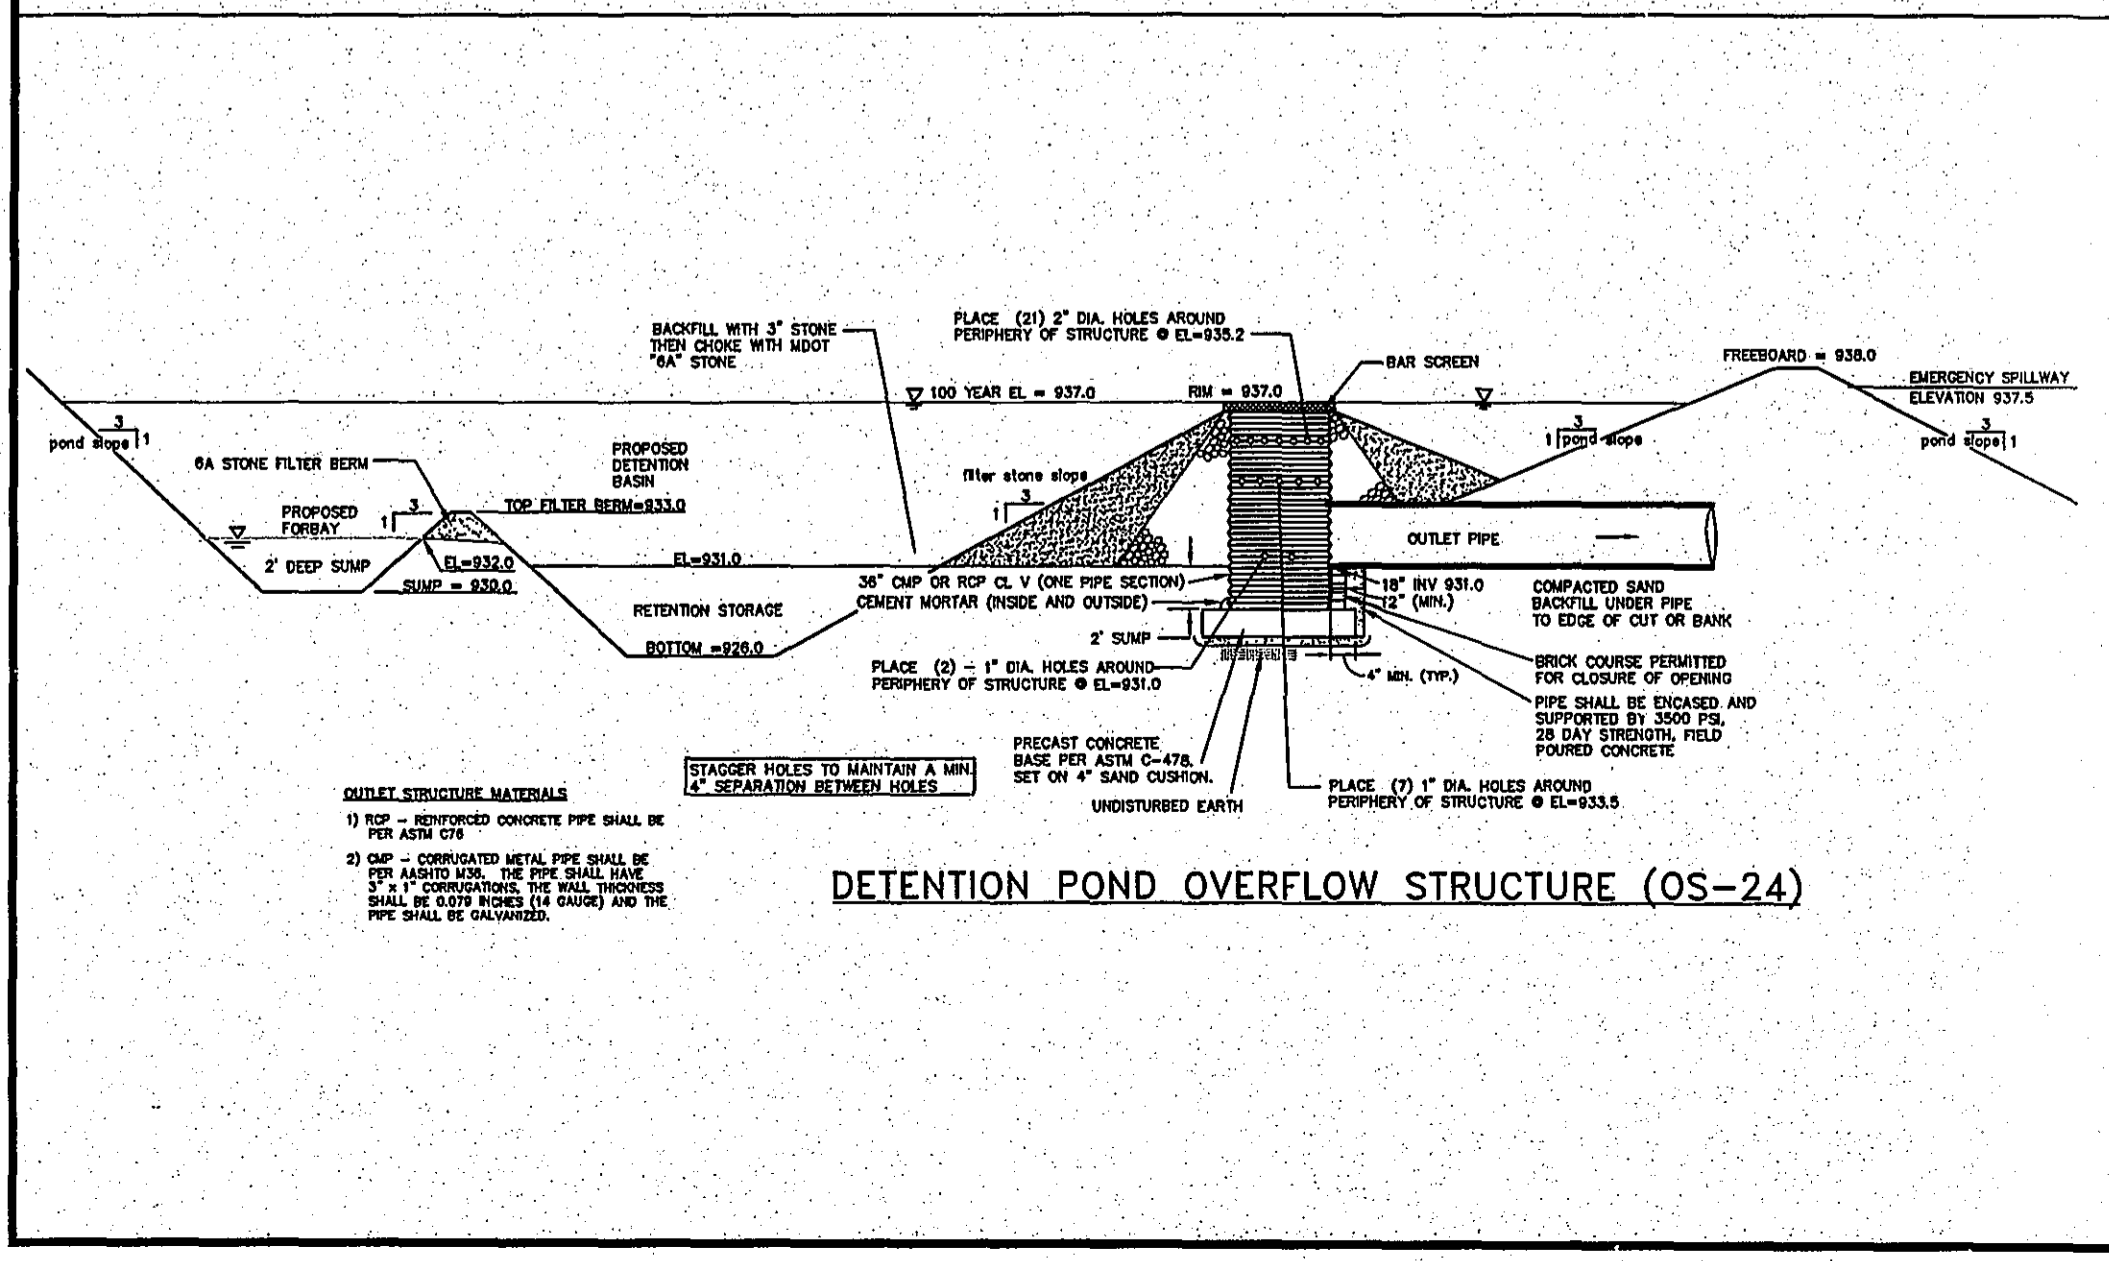 BACKFILL WITH 3" STONE
THEN CHOKE WITH MDOT
"6A" STONE
PLACE (21) 2" DIA. HOLES AROUND
PERIPHERY OF STRUCTURE @ EL=935.2
BAR SCREEN
FREEBOARD = 938.0
100 YEAR EL = 937.0
RIM = 937.0
EMERGENCY SPILLWAY
ELEVATION 937.5
3
pond slope 1
6A STONE FILTER BERM
PROPOSED
DETENTION
BASIN
filter stone slope
3
1
3
1 pond slope
3
pond slope 1
PROPOSED
FORBAY
3
1
TOP FILTER BERM=933.0
OUTLET PIPE
2' DEEP SUMP
EL=932.0
SUMP = 930.0
EL=931.0
36" CMP OR RCP CL V (ONE PIPE SECTION)
CEMENT MORTAR (INSIDE AND OUTSIDE)
18" INV 931.0
12" (MIN.)
COMPACTED SAND
BACKFILL UNDER PIPE
TO EDGE OF CUT OR BANK
RETENTION STORAGE
BOTTOM =926.0
2' SUMP
PLACE (2) - 1" DIA. HOLES AROUND
PERIPHERY OF STRUCTURE @ EL=931.0
4" MIN. (TYP.)
BRICK COURSE PERMITTED
FOR CLOSURE OF OPENING
PIPE SHALL BE ENCASED AND
SUPPORTED BY 3500 PSI,
28 DAY STRENGTH, FIELD
POURED CONCRETE
PRECAST CONCRETE
BASE PER ASTM C-478,
SET ON 4" SAND CUSHION.
UNDISTURBED EARTH
PLACE (7) 1" DIA. HOLES AROUND
PERIPHERY OF STRUCTURE @ EL=933.5
STAGGER HOLES TO MAINTAIN A MIN.
4" SEPARATION BETWEEN HOLES
OUTLET STRUCTURE MATERIALS
1) RCP - REINFORCED CONCRETE PIPE SHALL BE
PER ASTM C76
2) CMP - CORRUGATED METAL PIPE SHALL BE
PER AASHTO M36. THE PIPE SHALL HAVE
3" x 1" CORRUGATIONS, THE WALL THICKNESS
SHALL BE 0.079 INCHES (14 GAUGE) AND THE
PIPE SHALL BE GALVANIZED.
DETENTION POND OVERFLOW STRUCTURE (OS-24)